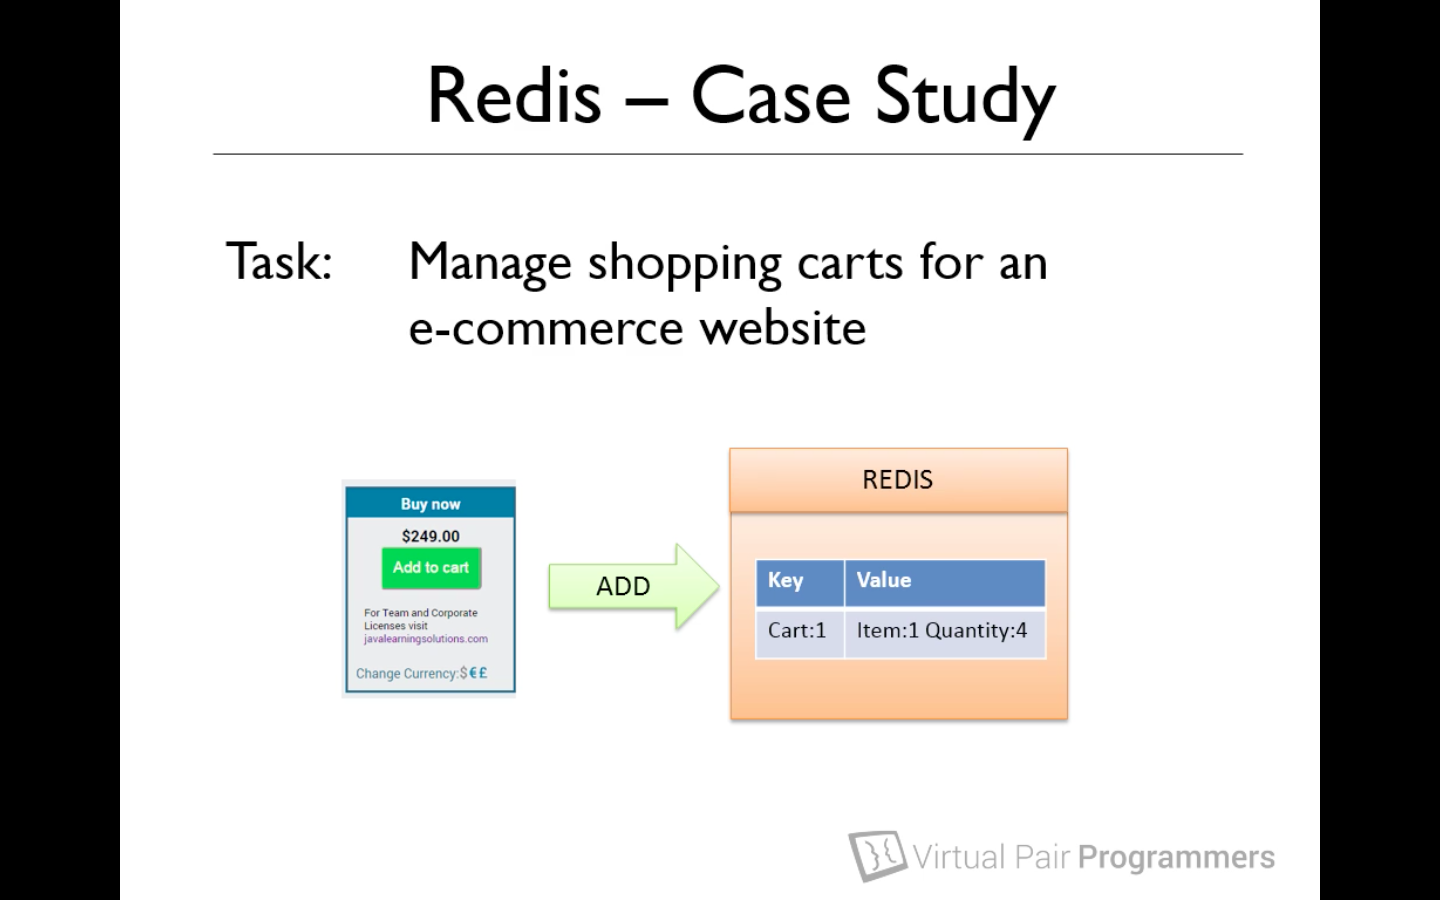 Redis – Case Study
Task: Manage shopping carts for an
e-commerce website
Buy now
$249.00
Add to cart
For Team and Corporate
Licenses visit
javalearningsolutions.com
Change Currency:$€£
ADD
REDIS
Key Value
Cart:1 Item:1 Quantity:4
Virtual Pair Programmers